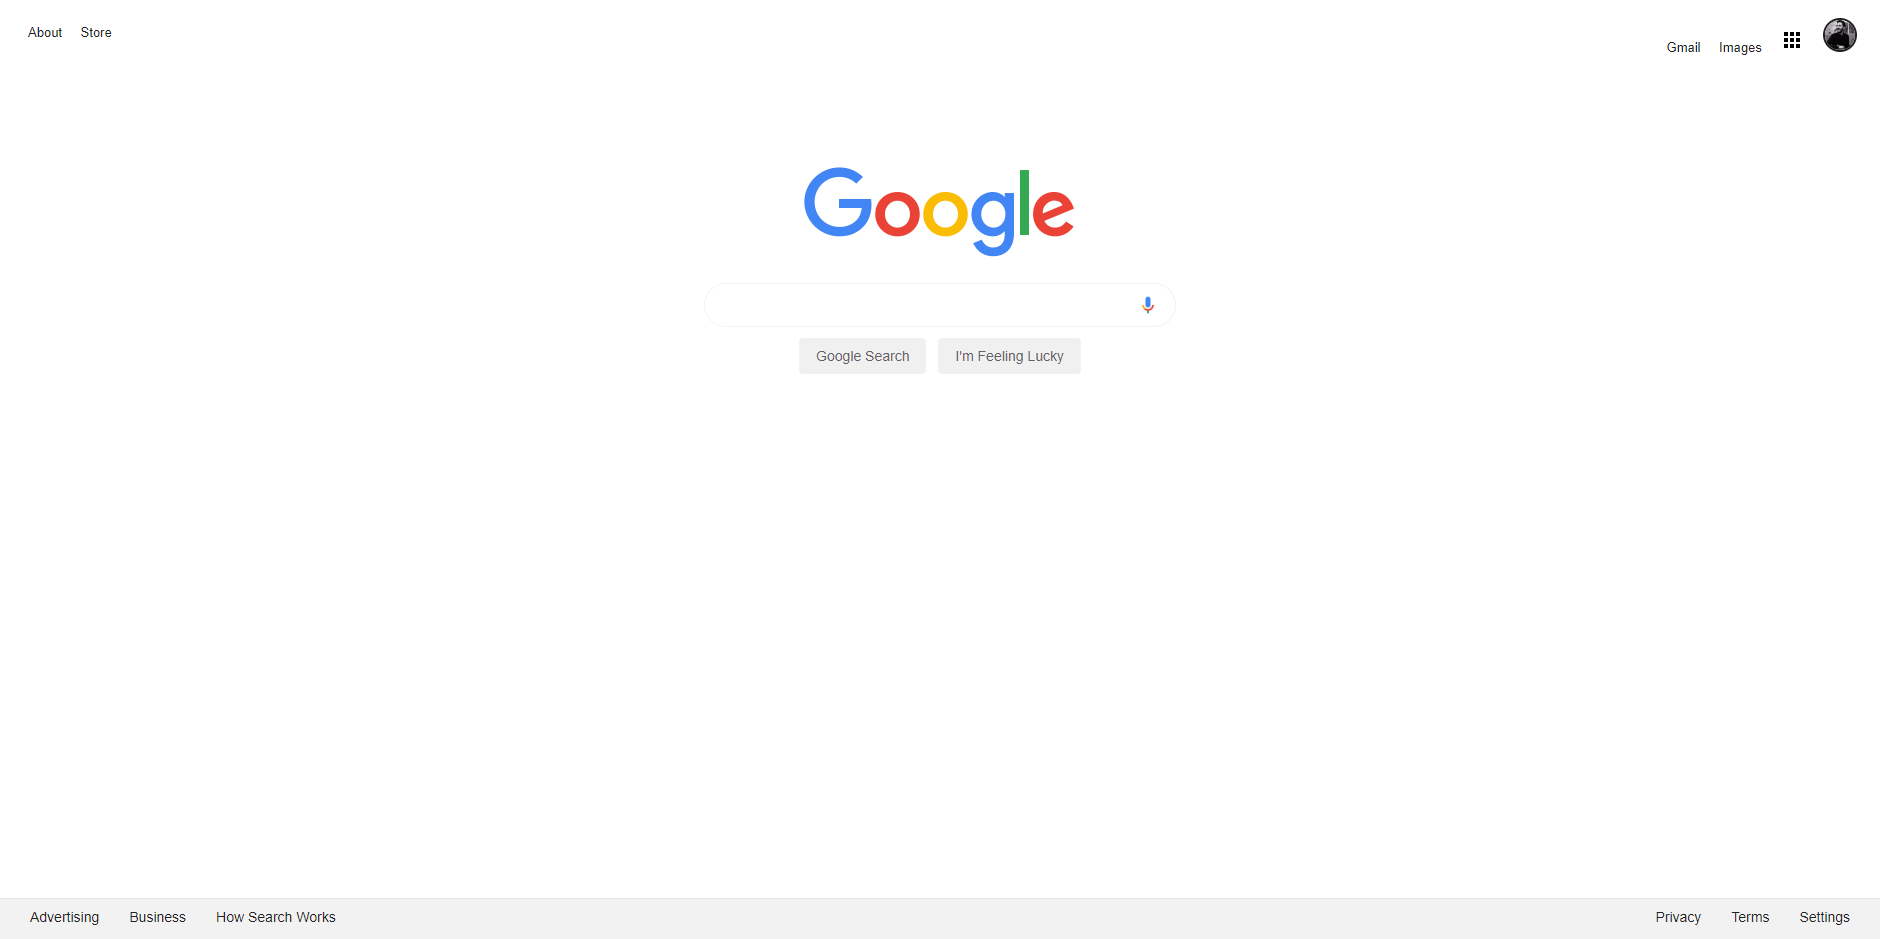 About Store
Gmail Images
Google
Google Search I'm Feeling Lucky
Advertising Business How Search Works Privacy Terms Settings